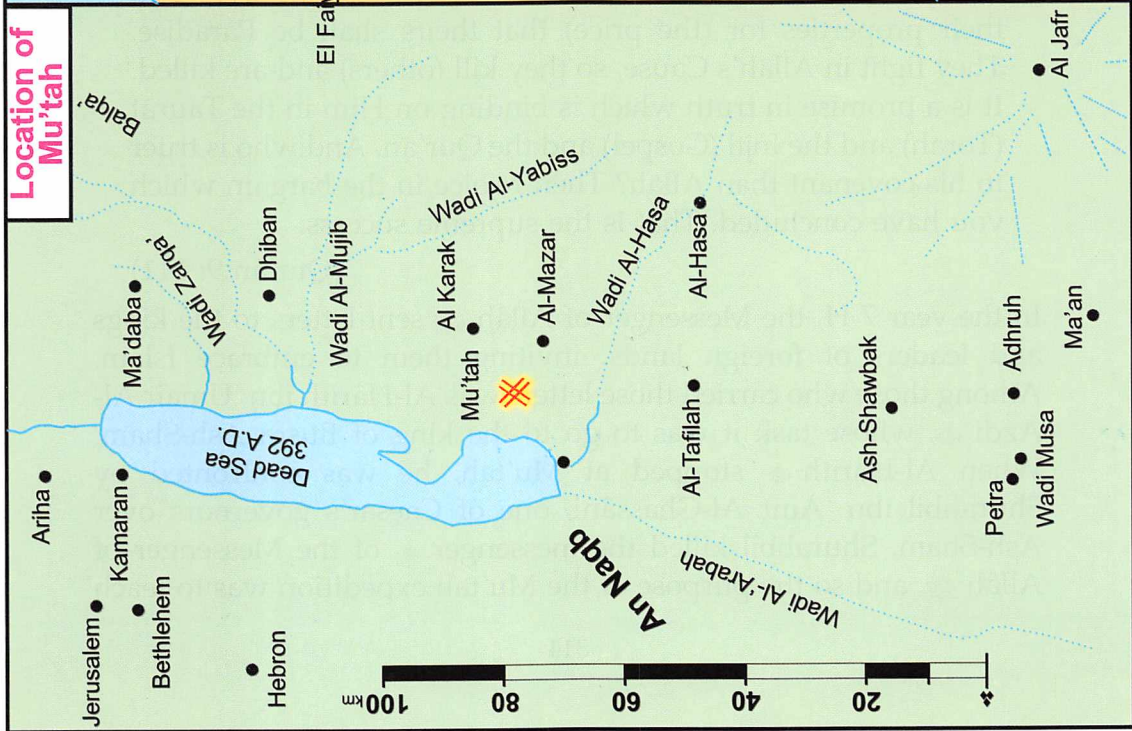 Location of
Mu'tah
Balqa'
El Far
Wadi Zarqa'
Ma'daba
Dhiban
Wadi Al-Mujib
Wadi Al-Yabiss
Al Karak
Al-Mazar
Mu'tah
Wadi Al-Hasa
Al-Hasa
Al Jafr
Ariha
Kamaran
Jerusalem
Bethlehem
Hebron
Dead Sea
392 A.D.
Al-Tafilah
Ash-Shawbak
Adhruh
Ma'an
Petra
Wadi Musa
An Naqb
Wadi Al-'Arabah
100 km
80
60
40
20